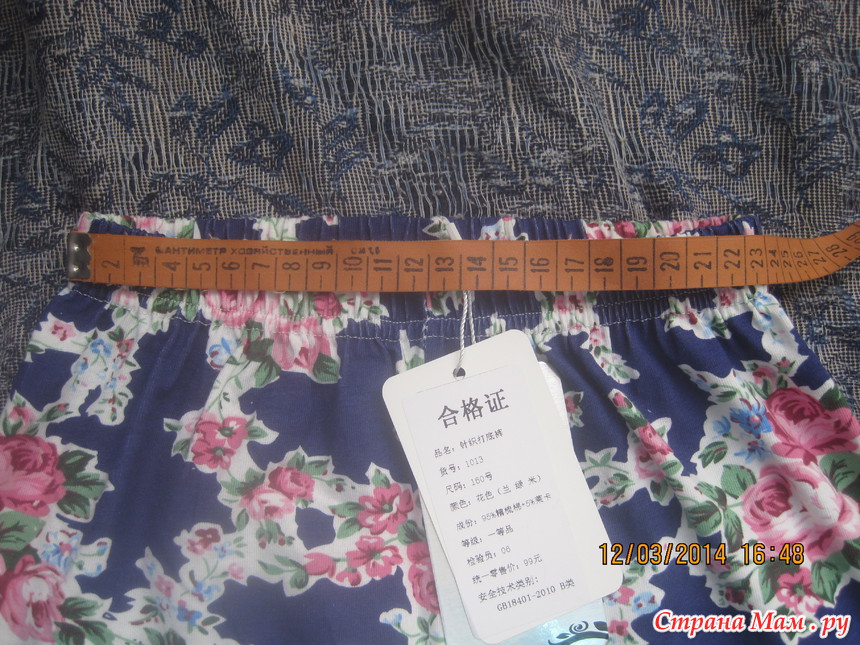 САНТИМЕТР ХОЗЯЙСТВЕННЫЙ
2 3 4 5 6 7 8 9 10 11 12 13 14 15 16 17 18 19 20 21 22 23 24 25 26 27 28
合格证
品名：针织打底裤
货号：1013
尺码：160号
颜色：花色（兰 绿 米）
成份：95%精梳棉+5%莱卡
等级：一等品
检验员：06
统一零售价：99元
安全技术类别：
GB18401-2010 B类
12/03/2014 16:48
Страна Мам.ру